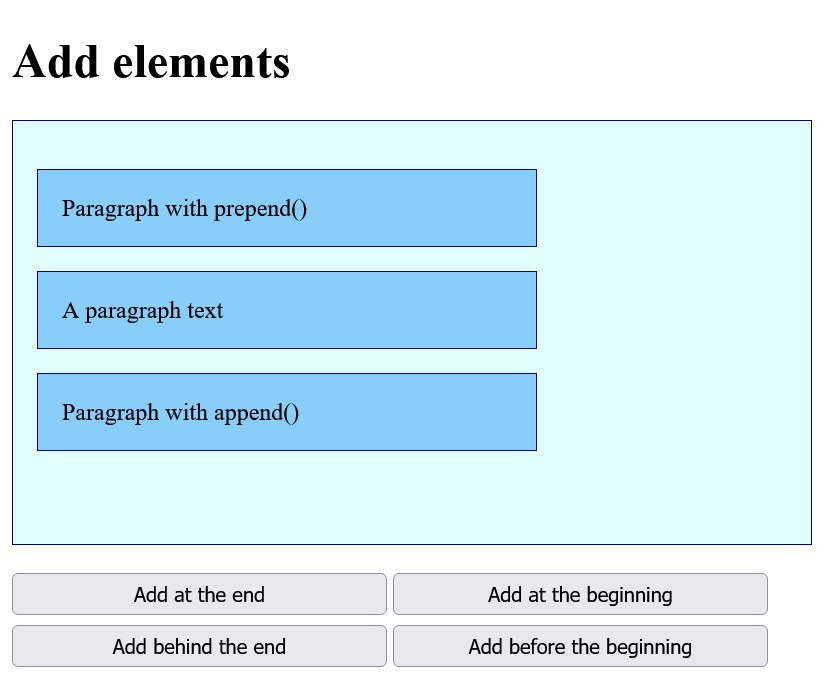 Add elements
Paragraph with prepend()
A paragraph text
Paragraph with append()
Add at the end
Add at the beginning
Add behind the end
Add before the beginning